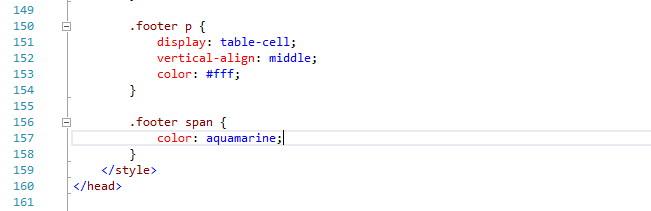 149
150 .footer p {
151 display: table-cell;
152 vertical-align: middle;
153 color: #fff;
154 }
155
156 .footer span {
157 color: aquamarine;
158 }
159 </style>
160 </head>
161